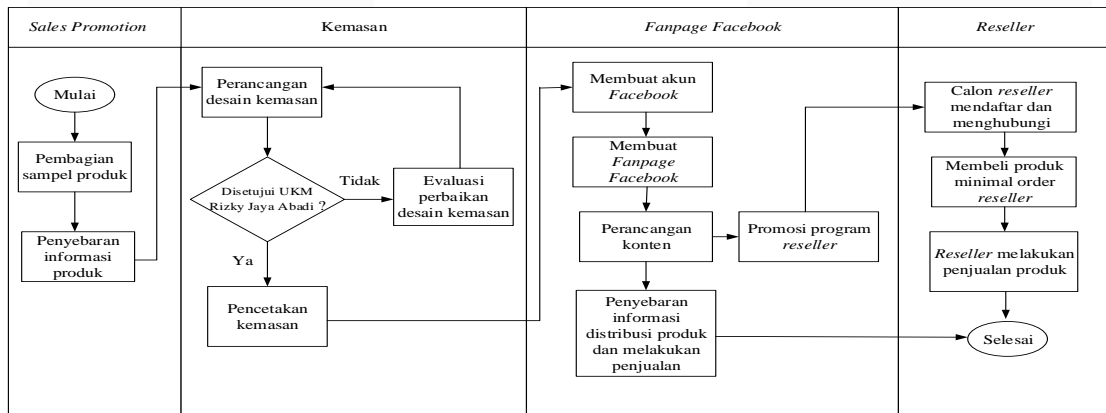 Sales Promotion
Kemasan
Fanpage Facebook
Reseller
Mulai
Pembagian
sampel produk
Penyebaran
informasi
produk
Perancangan
desain kemasan
Disetujui UKM
Rizky Jaya Abadi ?
Tidak
Evaluasi
perbaikan
desain kemasan
Ya
Pencetakan
kemasan
Membuat akun
Facebook
Membuat
Fanpage
Facebook
Perancangan
konten
Promosi program
reseller
Penyebaran
informasi
distribusi produk
dan melakukan
penjualan
Calon reseller
mendaftar dan
menghubungi
Membeli produk
minimal order
reseller
Reseller melakukan
penjualan produk
Selesai